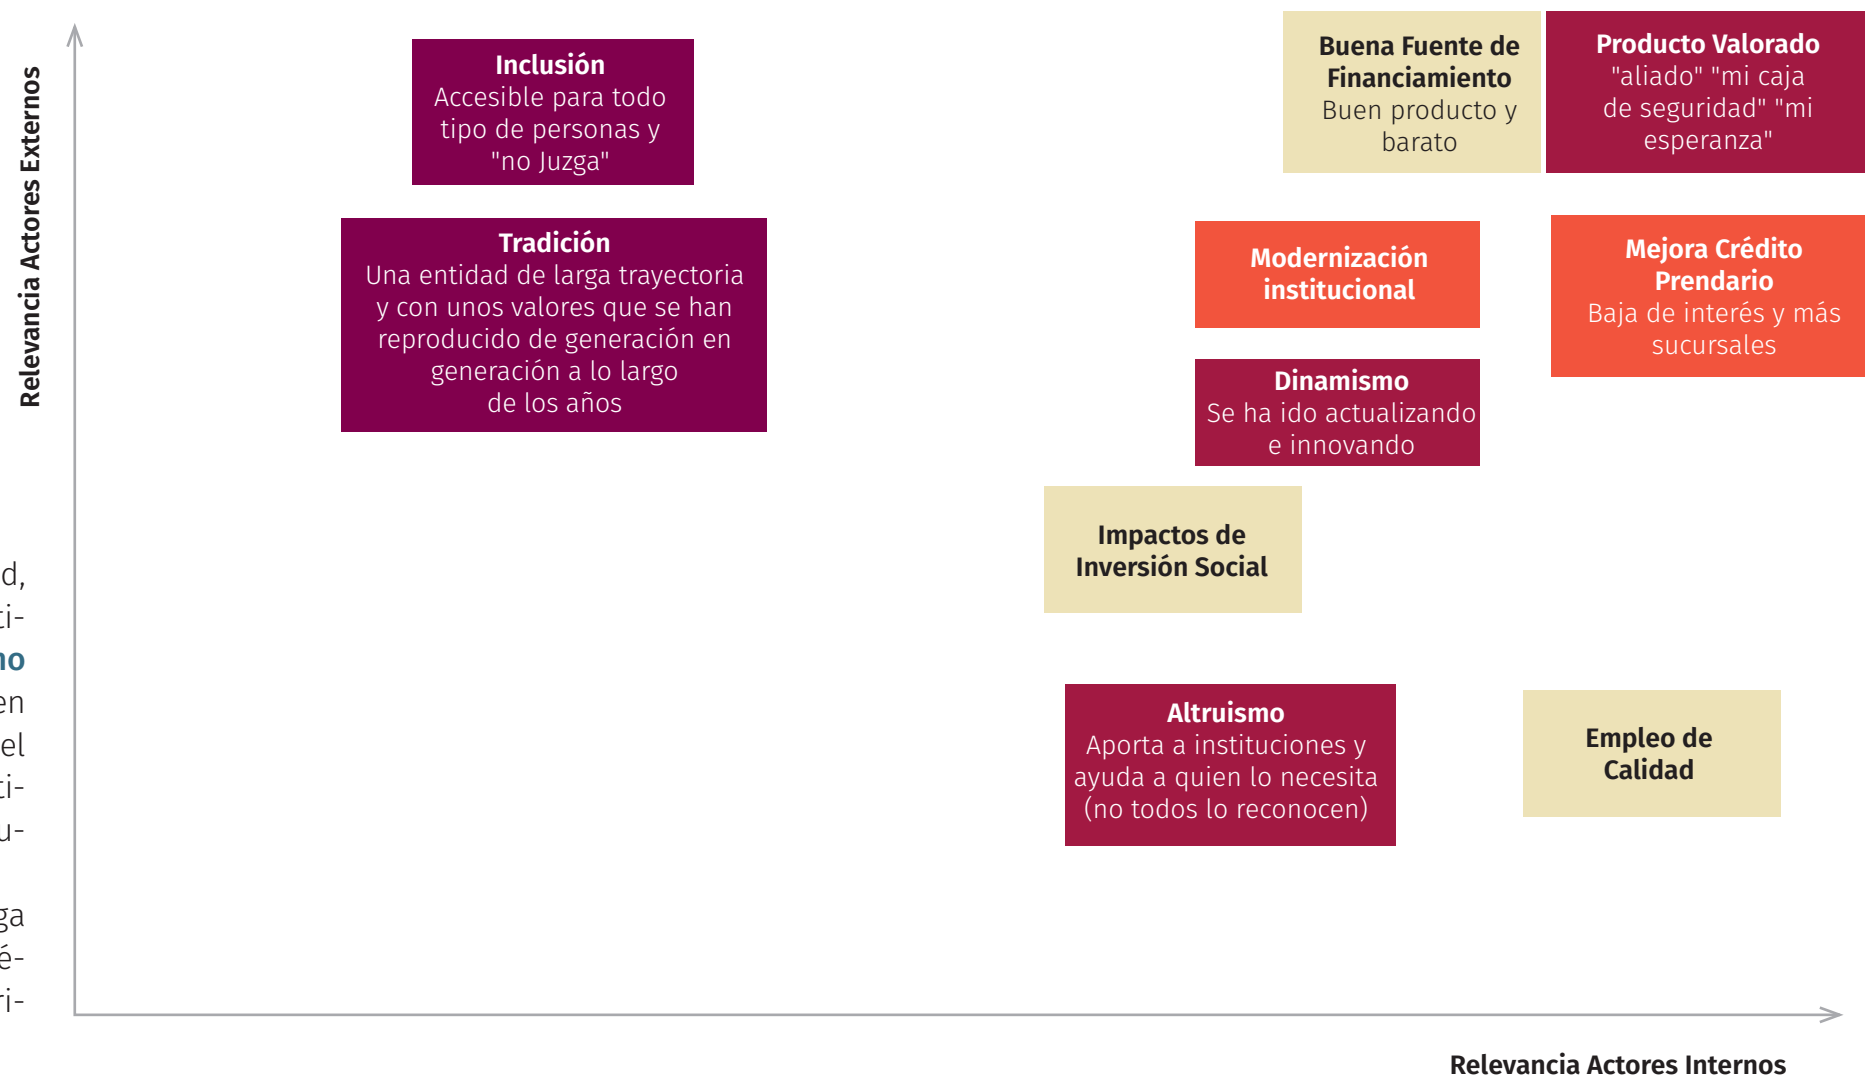 Relevancia Actores Externos
Inclusión
Accesible para todo
tipo de personas y
"no Juzga"
Tradición
Una entidad de larga trayectoria
y con unos valores que se han
reproducido de generación en
generación a lo largo
de los años
Buena Fuente de
Financiamiento
Buen producto y
barato
Producto Valorado
"aliado" "mi caja
de seguridad" "mi
esperanza"
Modernización
institucional
Mejora Crédito
Prendario
Baja de interés y más
sucursales
Dinamismo
Se ha ido actualizando
e innovando
Impactos de
Inversión Social
Altruismo
Aporta a instituciones y
ayuda a quien lo necesita
(no todos lo reconocen)
Empleo de
Calidad
Relevancia Actores Internos
en
el